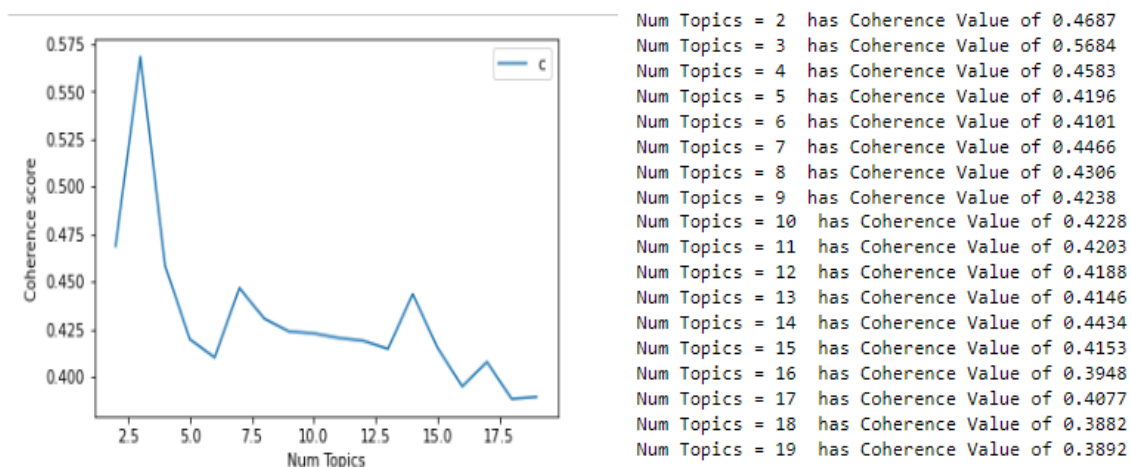 0.575
0.550
0.525
0.500
0.475
0.450
0.425
0.400
Coherence score
c
2.5 5.0 7.5 10.0 12.5 15.0 17.5
Num Topics
Num Topics = 2 has Coherence Value of 0.4687
Num Topics = 3 has Coherence Value of 0.5684
Num Topics = 4 has Coherence Value of 0.4583
Num Topics = 5 has Coherence Value of 0.4196
Num Topics = 6 has Coherence Value of 0.4101
Num Topics = 7 has Coherence Value of 0.4466
Num Topics = 8 has Coherence Value of 0.4306
Num Topics = 9 has Coherence Value of 0.4238
Num Topics = 10 has Coherence Value of 0.4228
Num Topics = 11 has Coherence Value of 0.4203
Num Topics = 12 has Coherence Value of 0.4188
Num Topics = 13 has Coherence Value of 0.4146
Num Topics = 14 has Coherence Value of 0.4434
Num Topics = 15 has Coherence Value of 0.4153
Num Topics = 16 has Coherence Value of 0.3948
Num Topics = 17 has Coherence Value of 0.4077
Num Topics = 18 has Coherence Value of 0.3882
Num Topics = 19 has Coherence Value of 0.3892